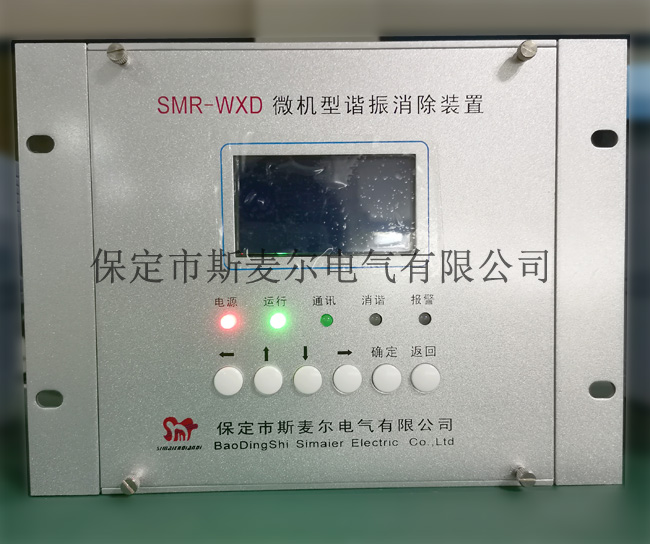 SMR-WXD 微机型谐振消除装置
保定市斯麦尔电气有限公司
电源 运行 通讯 消谐 报警
← ↑ ↓ → 确定 返回
保定市斯麦尔电气有限公司
BaoDingShi Simaier Electric Co.,Ltd
SIMAIERDIANQI